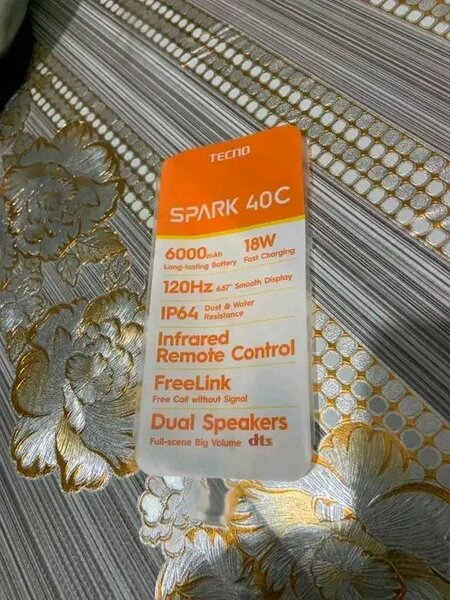 TECNO
SPARK 40C
6000mAh 18W
Long-lasting Battery Fast Charging
120Hz 6.67" Smooth Display
IP64 Dust & Water
Resistance
Infrared
Remote Control
FreeLink
Free Call without Signal
Dual Speakers
Full-scene Big Volume dts